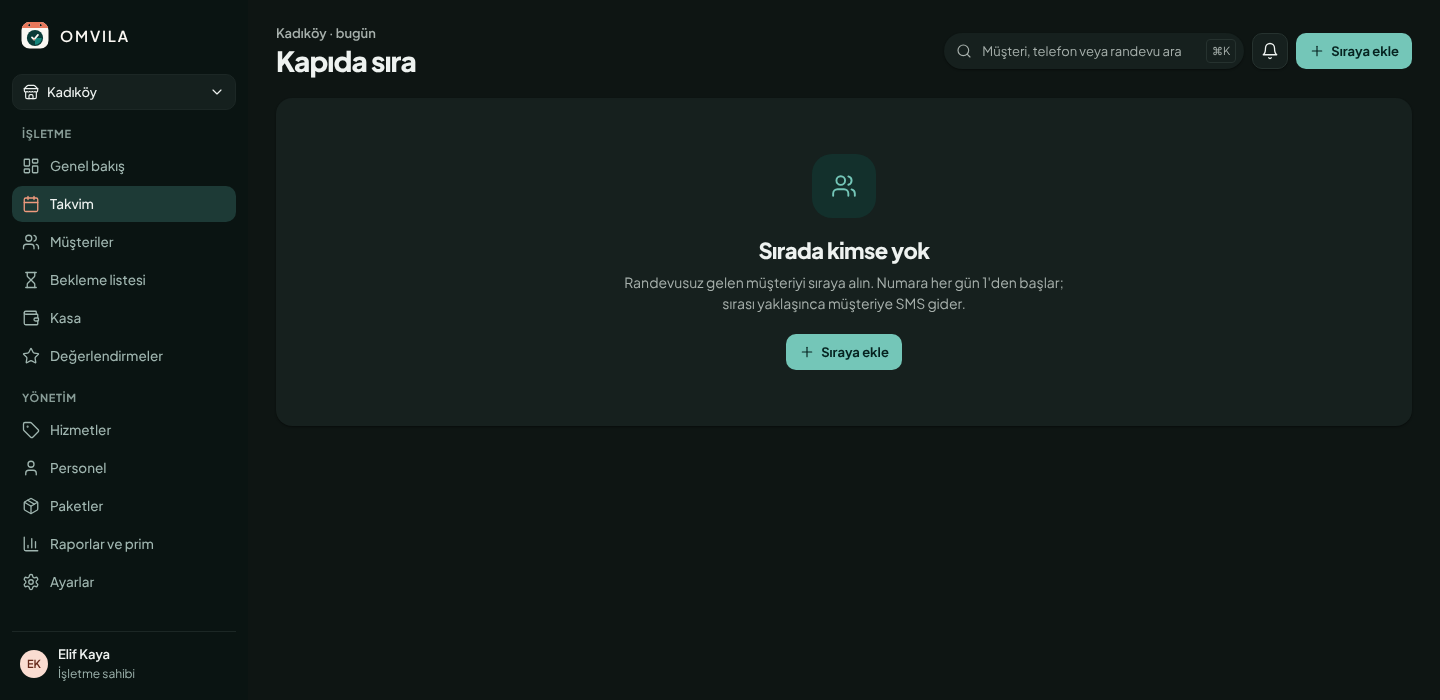 OMVILA
Kadıköy
İŞLETME
Genel bakış
Takvim
Müşteriler
Bekleme listesi
Kasa
Değerlendirmeler
YÖNETİM
Hizmetler
Personel
Paketler
Raporlar ve prim
Ayarlar
EK
Elif Kaya
İşletme sahibi
Kadıköy · bugün
Kapıda sıra
Müşteri, telefon veya randevu ara
⌘K
Sıraya ekle
Sırada kimse yok
Randevusuz gelen müşteriyi sıraya alın. Numara her gün 1'den başlar;
sırası yaklaşınca müşteriye SMS gider.
Sıraya ekle